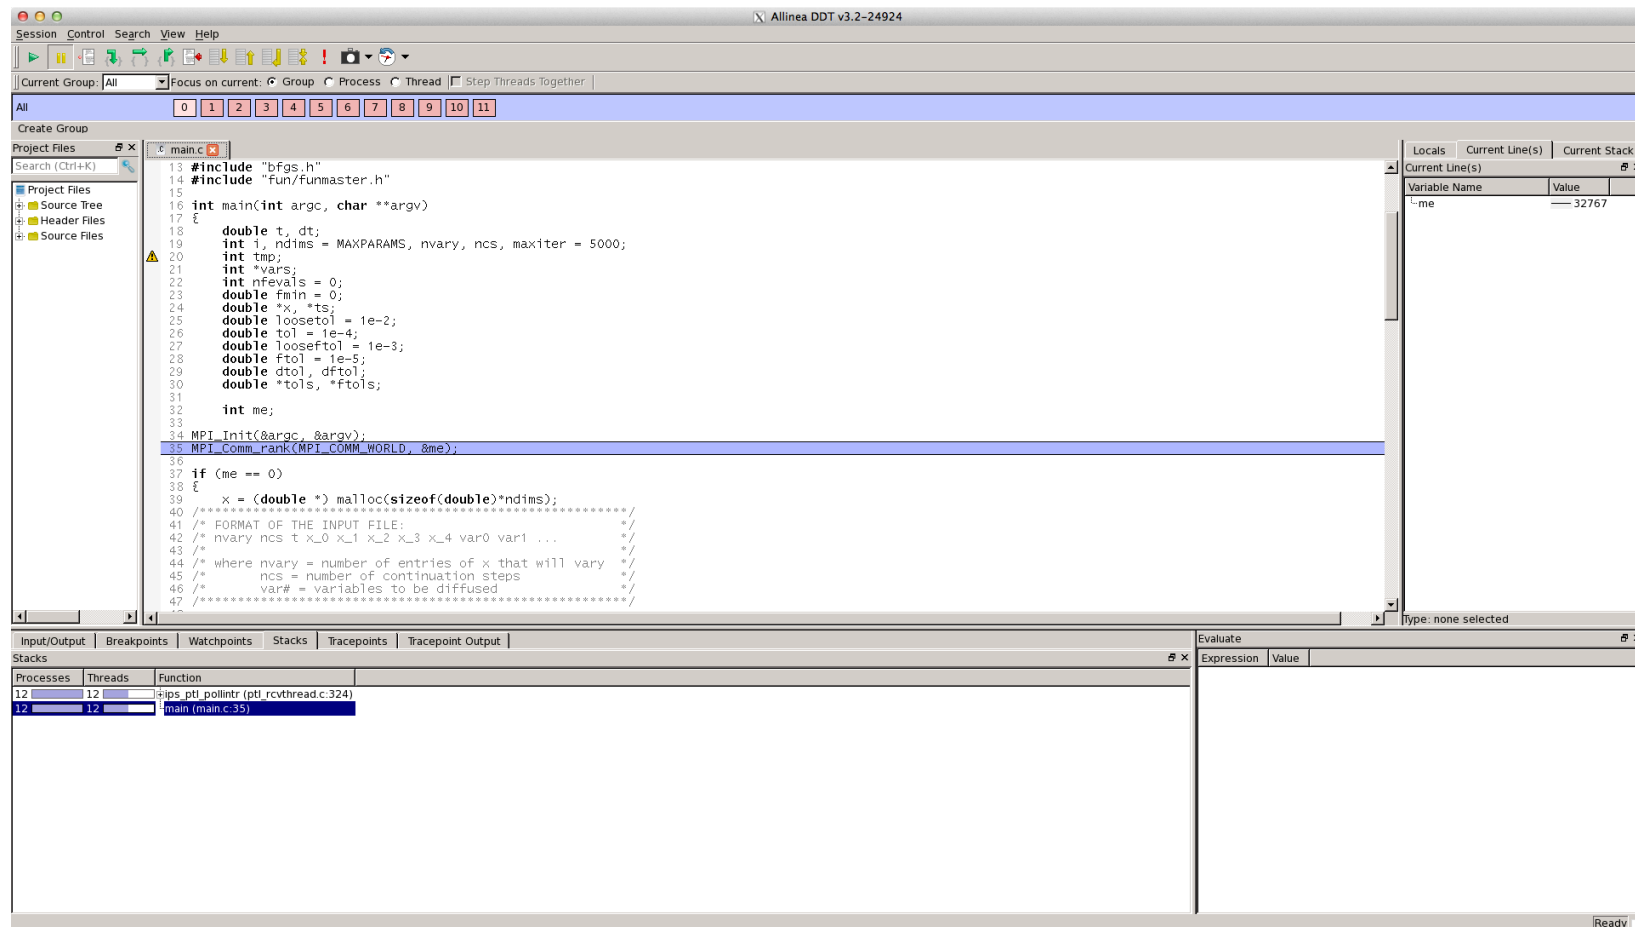 Allinea DDT v3.2-24924
Session Control Search View Help
Current Group: All Focus on current: Group Process Thread Step Threads Together
All 0 1 2 3 4 5 6 7 8 9 10 11
Create Group
Project Files
Search (Ctrl+K)
Project Files
Source Tree
Header Files
Source Files
main.c
13 #include "bfgs.h"
14 #include "fun/funmaster.h"
15
16 int main(int argc, char **argv)
17 {
18 double t, dt;
19 int i, ndims = MAXPARAMS, nvary, ncs, maxiter = 5000;
20 int tmp;
21 int *vars;
22 int nfevals = 0;
23 double fmin = 0;
24 double *x, *ts;
25 double loosetol = 1e-2;
26 double tol = 1e-4;
27 double looseftol = 1e-3;
28 double ftol = 1e-5;
29 double dtol, dftol;
30 double *tols, *ftols;
31
32 int me;
33
34 MPI_Init(&argc, &argv);
35 MPI_Comm_rank(MPI_COMM_WORLD, &me);
36
37 if (me == 0)
38 {
39 x = (double *) malloc(sizeof(double)*ndims);
40 /********************************************************/
41 /* FORMAT OF THE INPUT FILE: */
42 /* nvary ncs t x_0 x_1 x_2 x_3 x_4 var0 var1 ... */
43 /* */
44 /* where nvary = number of entries of x that will vary */
45 /* ncs = number of continuation steps */
46 /* var# = variables to be diffused */
47 /********************************************************/
Locals Current Line(s) Current Stack
Current Line(s)
Variable Name Value
me 32767
Type: none selected
Input/Output Breakpoints Watchpoints Stacks Tracepoints Tracepoint Output
Stacks
Processes Threads Function
12 12 ips_ptl_pollintr (ptl_rcvthread.c:324)
12 12 main (main.c:35)
Evaluate
Expression Value
Ready